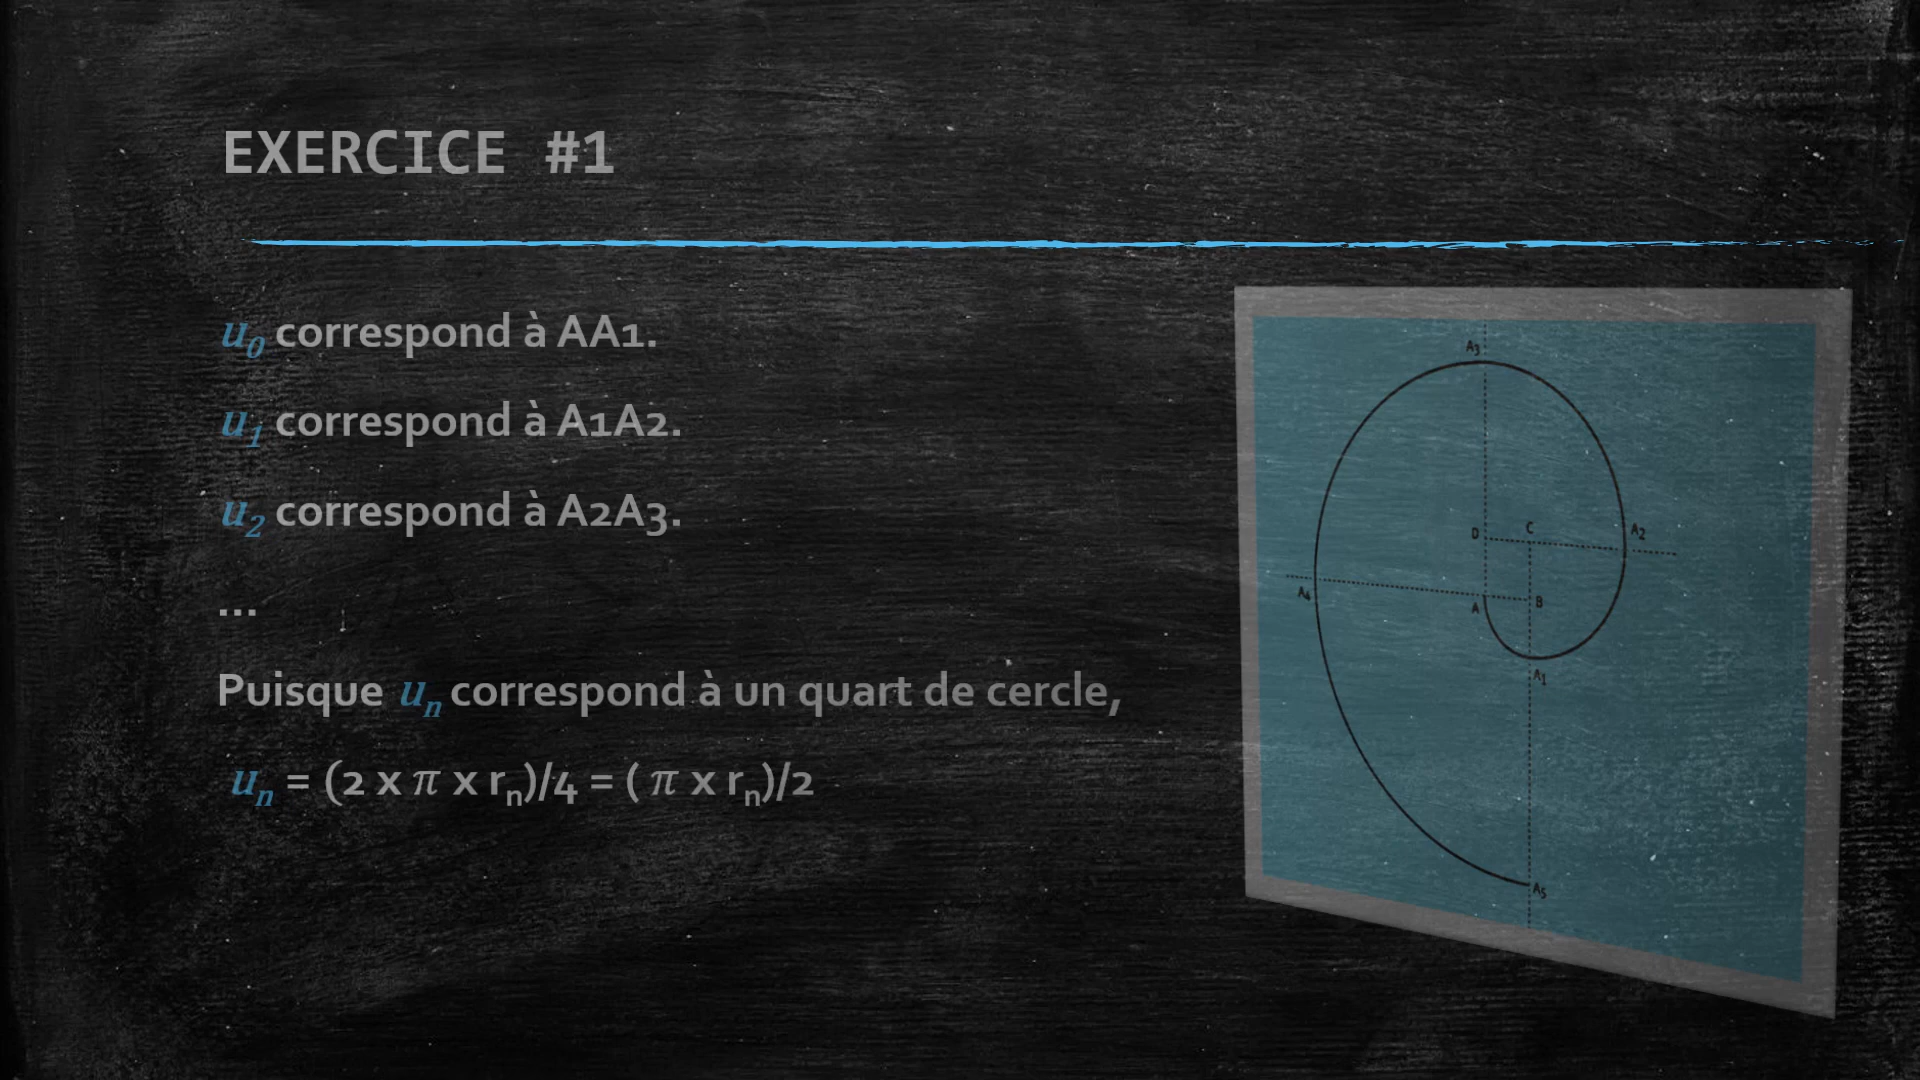 EXERCICE #1
u₀ correspond à AA1.
u₁ correspond à A1A2.
u₂ correspond à A2A3.
...
Puisque uₙ correspond à un quart de cercle,
uₙ = (2 x π x rₙ)/4 = ( π x rₙ)/2
A₃
D C A₂
A₄ A B
A₁
A₅